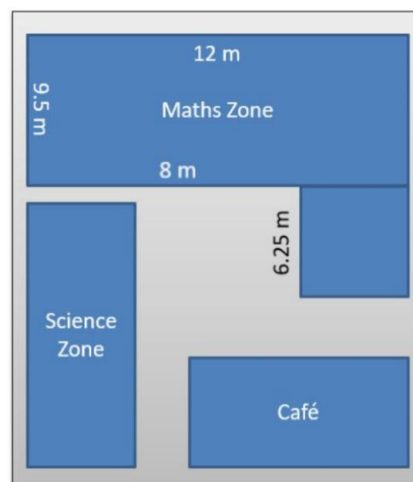 12 m
9.5 m
Maths Zone
8 m
6.25 m
Science
Zone
Café